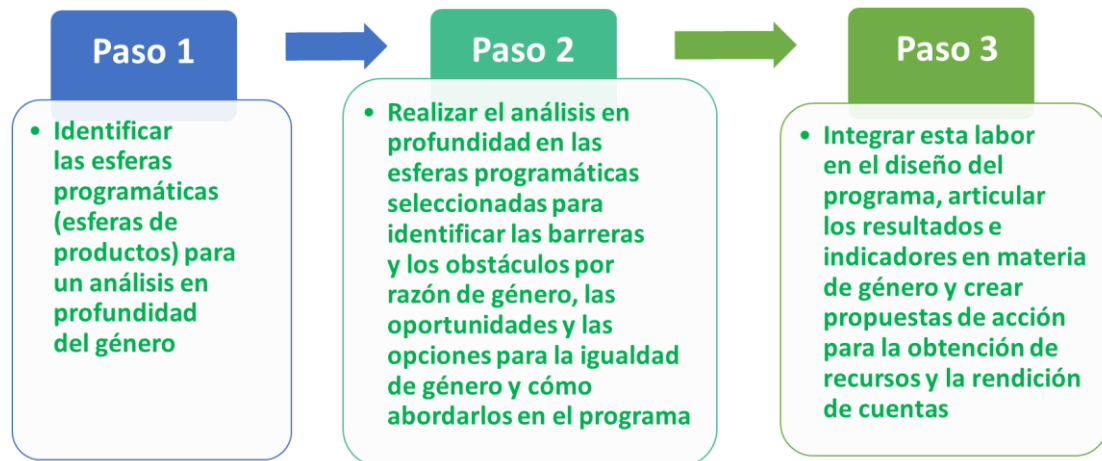 Paso 1
• Identificar
las esferas
programáticas
(esferas de
productos) para
un análisis en
profundidad
del género
Paso 2
• Realizar el análisis en
profundidad en las
esferas programáticas
seleccionadas para
identificar las barreras
y los obstáculos por
razón de género, las
oportunidades y las
opciones para la igualdad
de género y cómo
abordarlos en el programa
Paso 3
• Integrar esta labor
en el diseño del
programa, articular
los resultados e
indicadores en materia
de género y crear
propuestas de acción
para la obtención de
recursos y la rendición
de cuentas